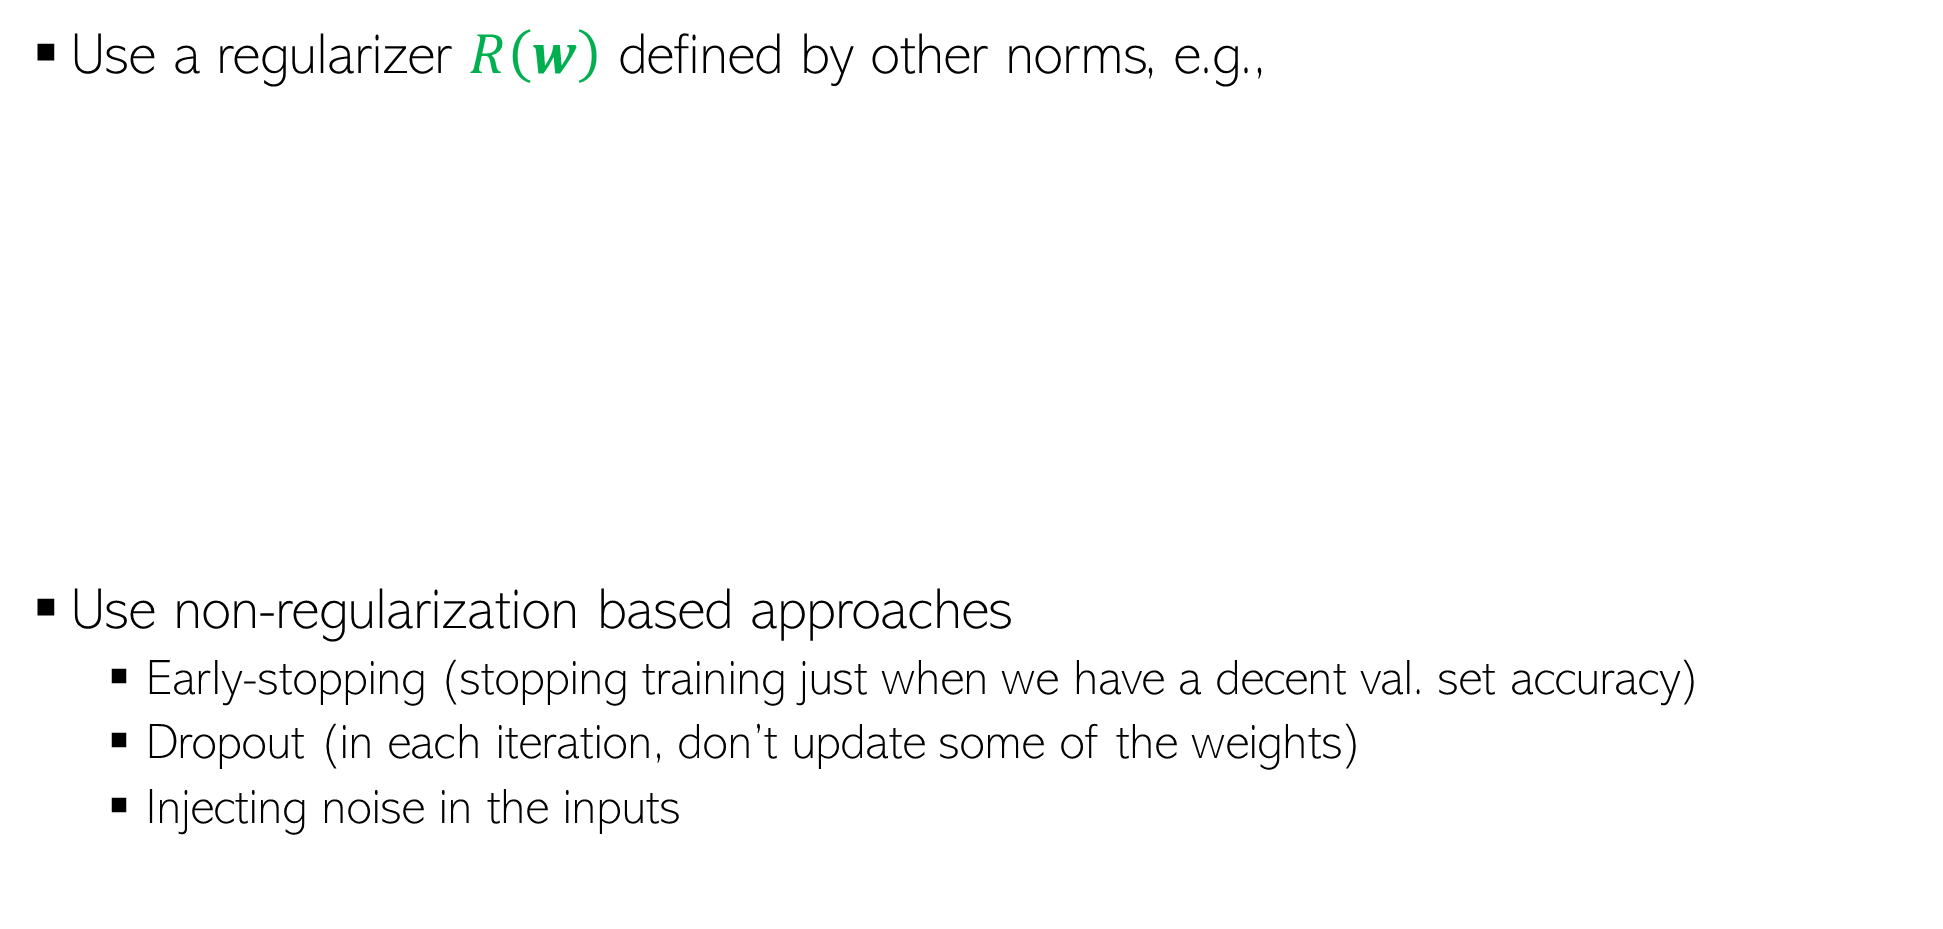 ▪ Use a regularizer R(w) defined by other norms, e.g.,
▪ Use non-regularization based approaches
▪ Early-stopping (stopping training just when we have a decent val. set accuracy)
▪ Dropout (in each iteration, don’t update some of the weights)
▪ Injecting noise in the inputs